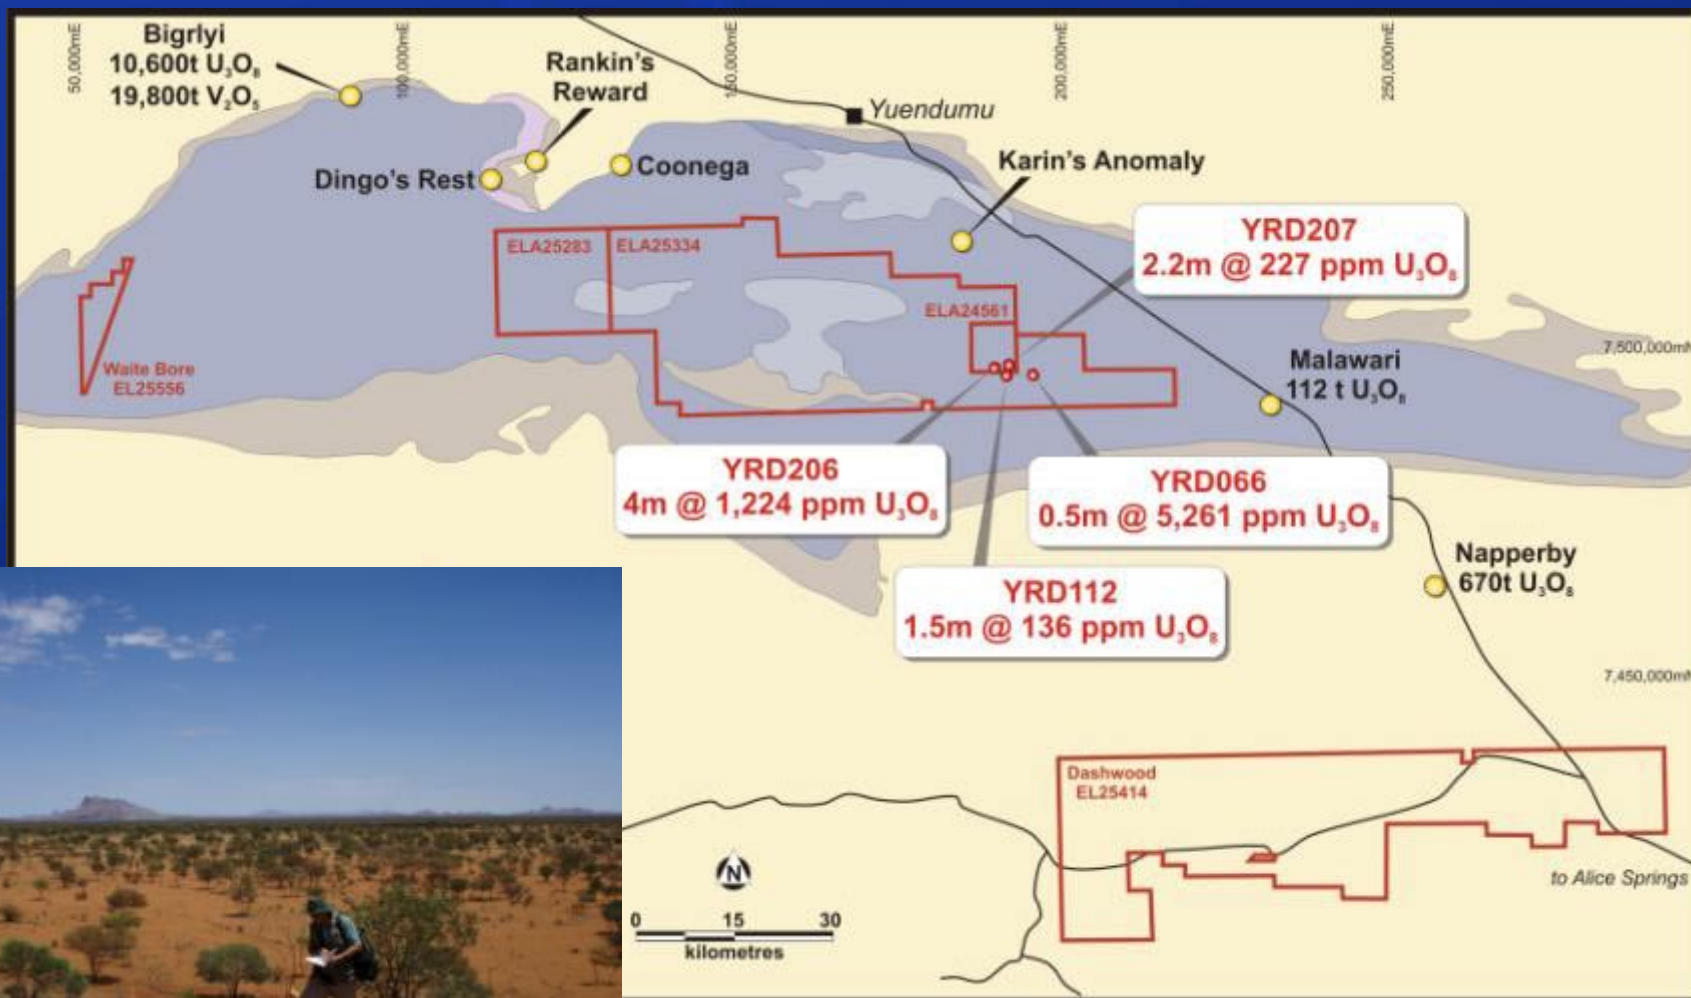 50,000mE
100,000mE
150,000mE
200,000mE
250,000mE
Bigrlyi
10,600t U₃O₈
19,800t V₂O₅
Rankin's
Reward
Yuendumu
Dingo's Rest
Coonega
Karin's Anomaly
YRD207
2.2m @ 227 ppm U₃O₈
ELA25283
ELA25334
ELA24561
7,500,000mN
Waite Bore
EL25556
Malawari
112 t U₃O₈
YRD206
4m @ 1,224 ppm U₃O₈
YRD066
0.5m @ 5,261 ppm U₃O₈
Napperby
670t U₃O₈
YRD112
1.5m @ 136 ppm U₃O₈
7,450,000mN
Dashwood
EL25414
N
to Alice Springs
0 15 30
kilometres